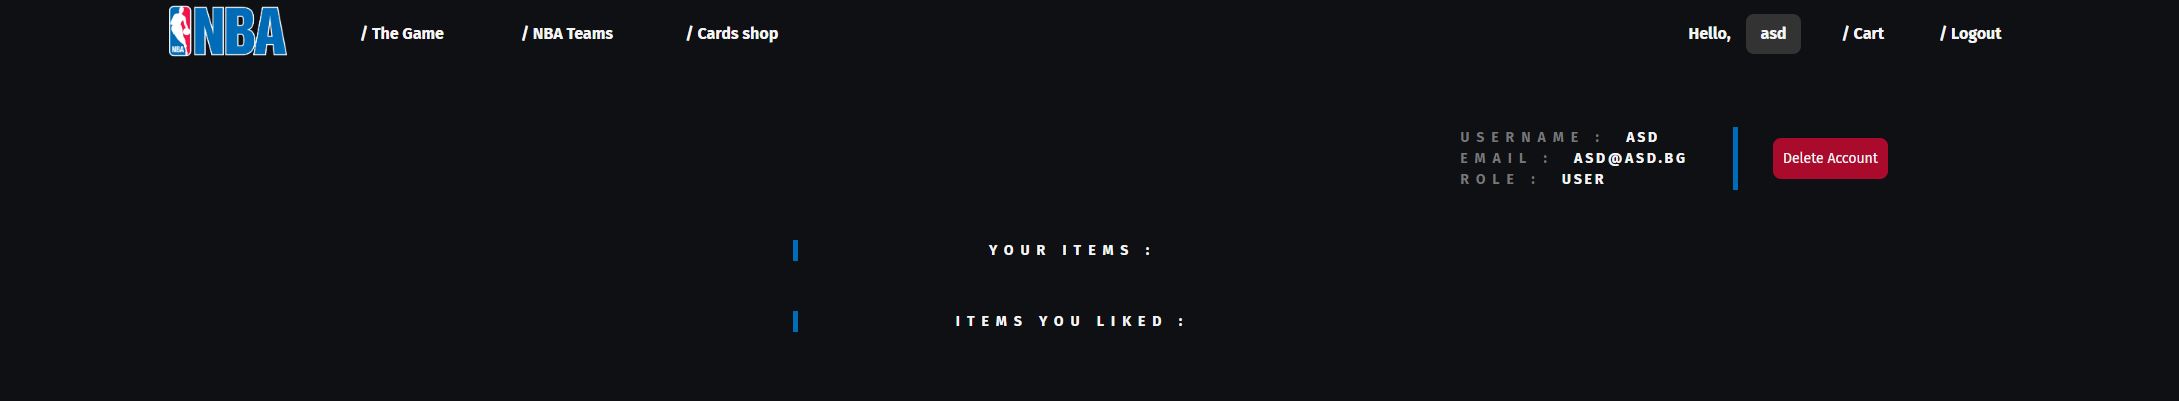 NBA NBA / The Game / NBA Teams / Cards shop Hello, asd / Cart / Logout
USERNAME : ASD
EMAIL : ASD@ASD.BG
ROLE : USER
Delete Account
YOUR ITEMS :
ITEMS YOU LIKED :